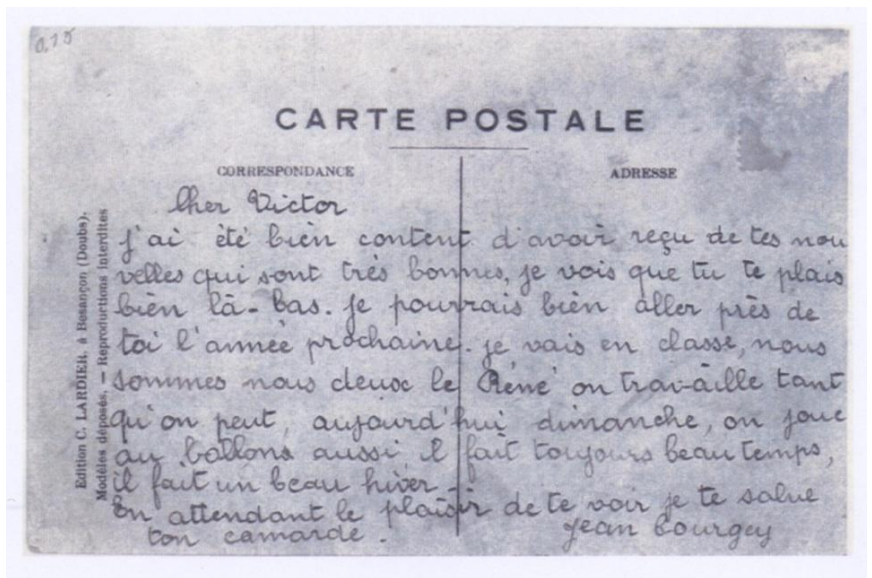 0,15
CARTE POSTALE
CORRESPONDANCE
ADRESSE
Edition C. LARDIER, à Besançon (Doubs).
Modèles déposés. — Reproductions interdites
Cher Victor
j'ai été bien content d'avoir reçu de tes nou
velles qui sont très bonnes, je vois que tu te plais
bien là-bas. je pourrais bien aller près de
toi l'année prochaine. je vais en classe, nous
sommes nous deux le Réné on travaille tant
qu'on peut, aujourd'hui dimanche, on joue
au ballons aussi il fait toujours beau temps,
il fait un beau hiver.
En attendant le plaisir de te voir je te salue
ton camarde. Jean Bourgey